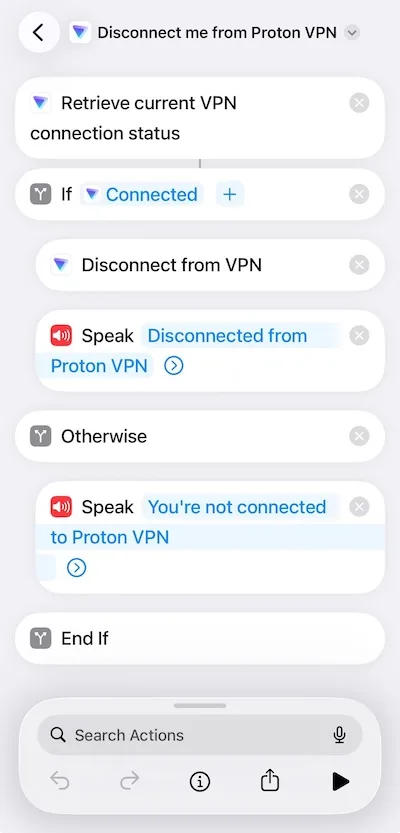 Disconnect me from Proton VPN
Retrieve current VPN
connection status
If Connected
Disconnect from VPN
Speak Disconnected from
Proton VPN
Otherwise
Speak You're not connected
to Proton VPN
End If
Search Actions